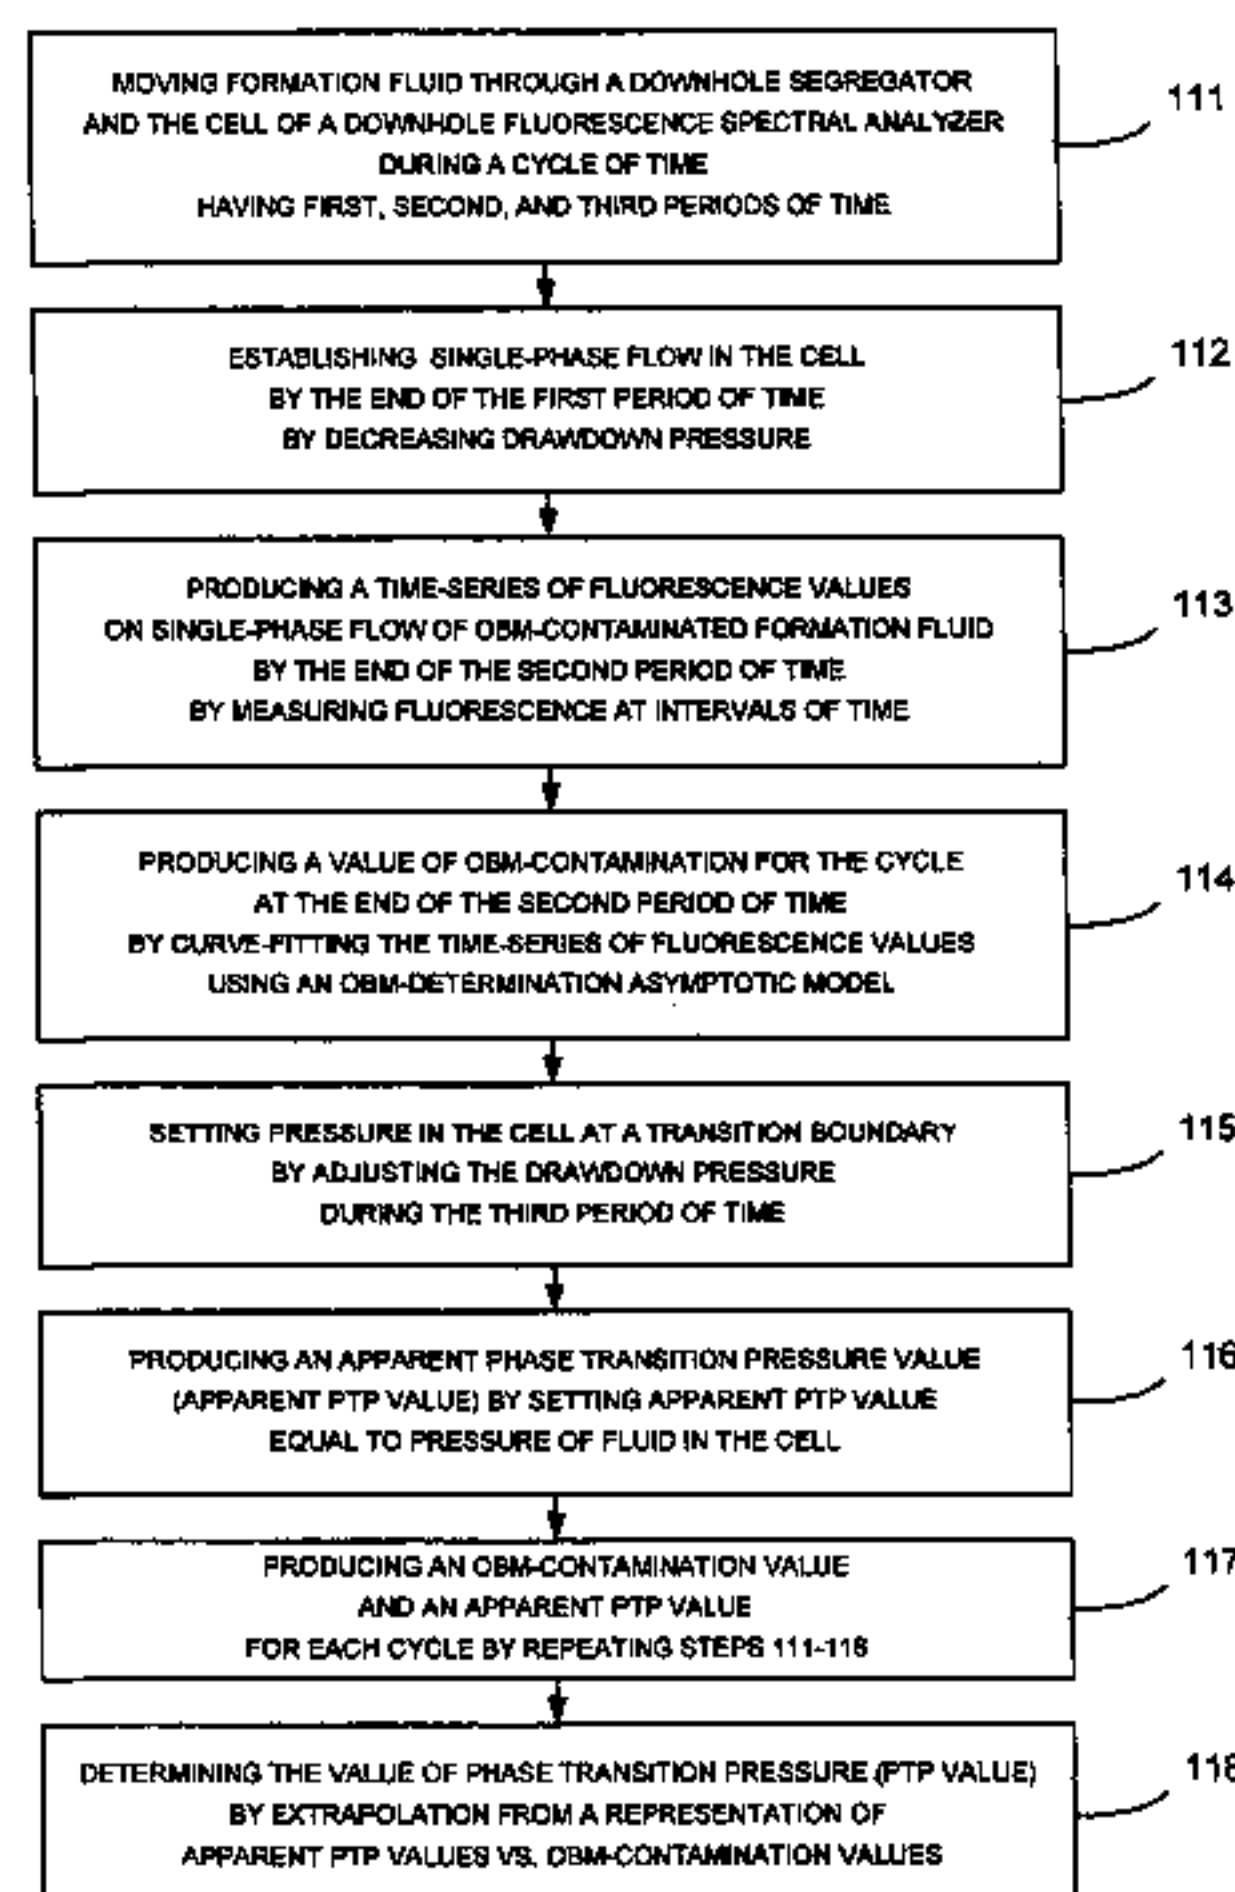 MOVING FORMATION FLUID THROUGH A DOWNHOLE SEGREGATOR
AND THE CELL OF A DOWNHOLE FLUORESCENCE SPECTRAL ANALYZER
DURING A CYCLE OF TIME
HAVING FIRST, SECOND, AND THIRD PERIODS OF TIME
111
ESTABLISHING SINGLE-PHASE FLOW IN THE CELL
BY THE END OF THE FIRST PERIOD OF TIME
BY DECREASING DRAWDOWN PRESSURE
112
PRODUCING A TIME-SERIES OF FLUORESCENCE VALUES
ON SINGLE-PHASE FLOW OF OBM-CONTAMINATED FORMATION FLUID
BY THE END OF THE SECOND PERIOD OF TIME
BY MEASURING FLUORESCENCE AT INTERVALS OF TIME
113
PRODUCING A VALUE OF OBM-CONTAMINATION FOR THE CYCLE
AT THE END OF THE SECOND PERIOD OF TIME
BY CURVE-FITTING THE TIME-SERIES OF FLUORESCENCE VALUES
USING AN OBM-DETERMINATION ASYMPTOTIC MODEL
114
SETTING PRESSURE IN THE CELL AT A TRANSITION BOUNDARY
BY ADJUSTING THE DRAWDOWN PRESSURE
DURING THE THIRD PERIOD OF TIME
115
PRODUCING AN APPARENT PHASE TRANSITION PRESSURE VALUE
(APPARENT PTP VALUE) BY SETTING APPARENT PTP VALUE
EQUAL TO PRESSURE OF FLUID IN THE CELL
116
PRODUCING AN OBM-CONTAMINATION VALUE
AND AN APPARENT PTP VALUE
FOR EACH CYCLE BY REPEATING STEPS 111-116
117
DETERMINING THE VALUE OF PHASE TRANSITION PRESSURE (PTP VALUE)
BY EXTRAPOLATION FROM A REPRESENTATION OF
APPARENT PTP VALUES VS. OBM-CONTAMINATION VALUES
118